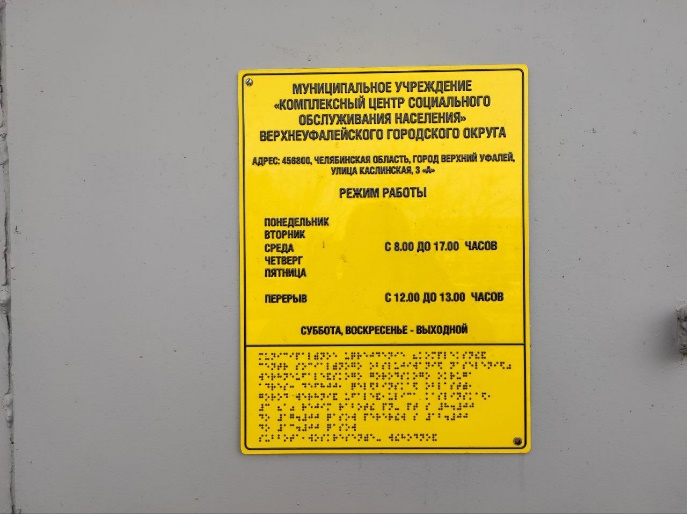 МУНИЦИПАЛЬНОЕ УЧРЕЖДЕНИЕ
«КОМПЛЕКСНЫЙ ЦЕНТР СОЦИАЛЬНОГО
ОБСЛУЖИВАНИЯ НАСЕЛЕНИЯ»
ВЕРХНЕУФАЛЕЙСКОГО ГОРОДСКОГО ОКРУГА
АДРЕС: 456800, ЧЕЛЯБИНСКАЯ ОБЛАСТЬ, ГОРОД ВЕРХНИЙ УФАЛЕЙ,
УЛИЦА КАСЛИНСКАЯ, 3 «А»
РЕЖИМ РАБОТЫ
ПОНЕДЕЛЬНИК
ВТОРНИК
СРЕДА С 8.00 ДО 17.00 ЧАСОВ
ЧЕТВЕРГ
ПЯТНИЦА
ПЕРЕРЫВ С 12.00 ДО 13.00 ЧАСОВ
СУББОТА, ВОСКРЕСЕНЬЕ - ВЫХОДНОЙ